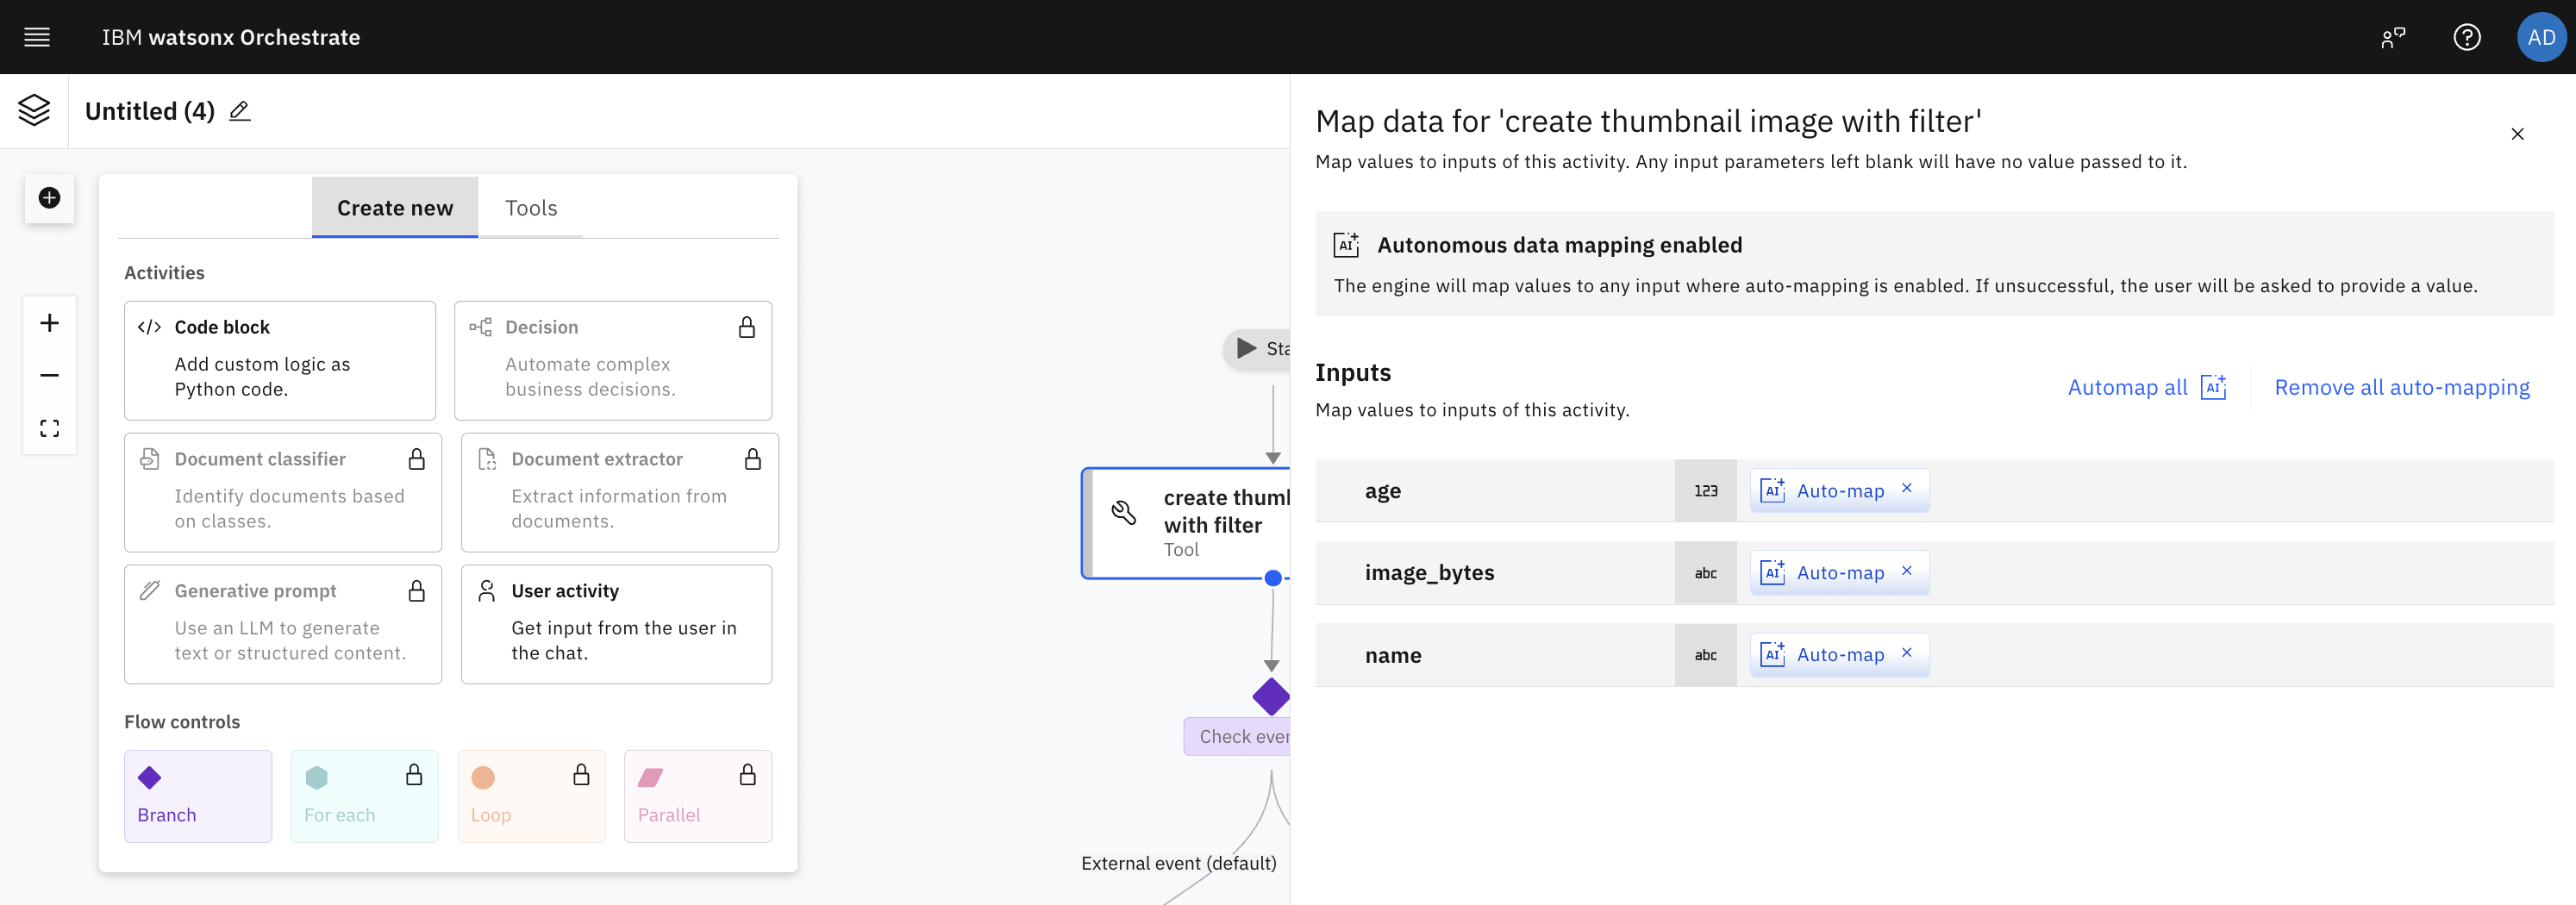 IBM watsonx Orchestrate
AD
Untitled (4)
Create new
Tools
Activities
Code block
Add custom logic as
Python code.
Decision
Automate complex
business decisions.
Document classifier
Identify documents based
on classes.
Document extractor
Extract information from
documents.
Generative prompt
Use an LLM to generate
text or structured content.
User activity
Get input from the user in
the chat.
Flow controls
Branch
For each
Loop
Parallel
Sta
create thuml
with filter
Tool
Check ever
External event (default)
Map data for 'create thumbnail image with filter'
Map values to inputs of this activity. Any input parameters left blank will have no value passed to it.
AI
Autonomous data mapping enabled
The engine will map values to any input where auto-mapping is enabled. If unsuccessful, the user will be asked to provide a value.
Inputs
Map values to inputs of this activity.
Automap all AI
Remove all auto-mapping
age
123
AI Auto-map
image_bytes
abc
AI Auto-map
name
abc
AI Auto-map